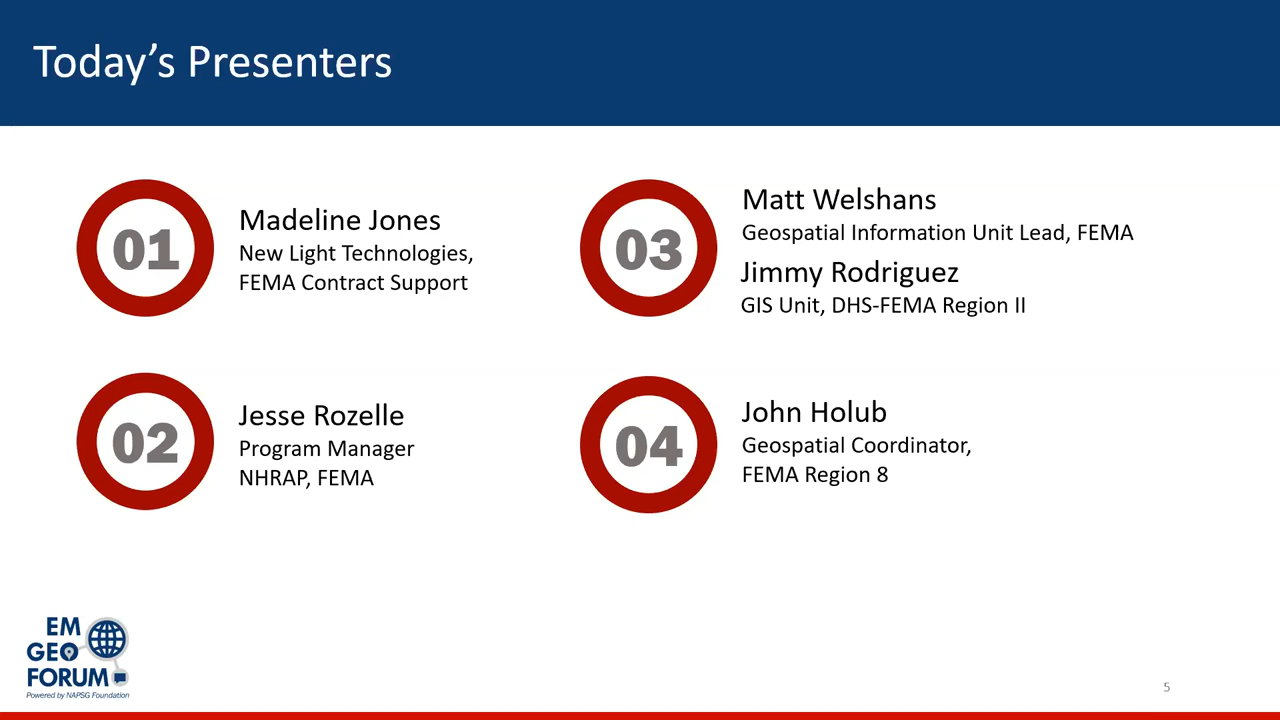 Today’s Presenters
01
Madeline Jones
New Light Technologies,
FEMA Contract Support
02
Jesse Rozelle
Program Manager
NHRAP, FEMA
03
Matt Welshans
Geospatial Information Unit Lead, FEMA
Jimmy Rodriguez
GIS Unit, DHS-FEMA Region II
04
John Holub
Geospatial Coordinator,
FEMA Region 8
EM
GEO
FORUM
Powered by NAPSG Foundation
5